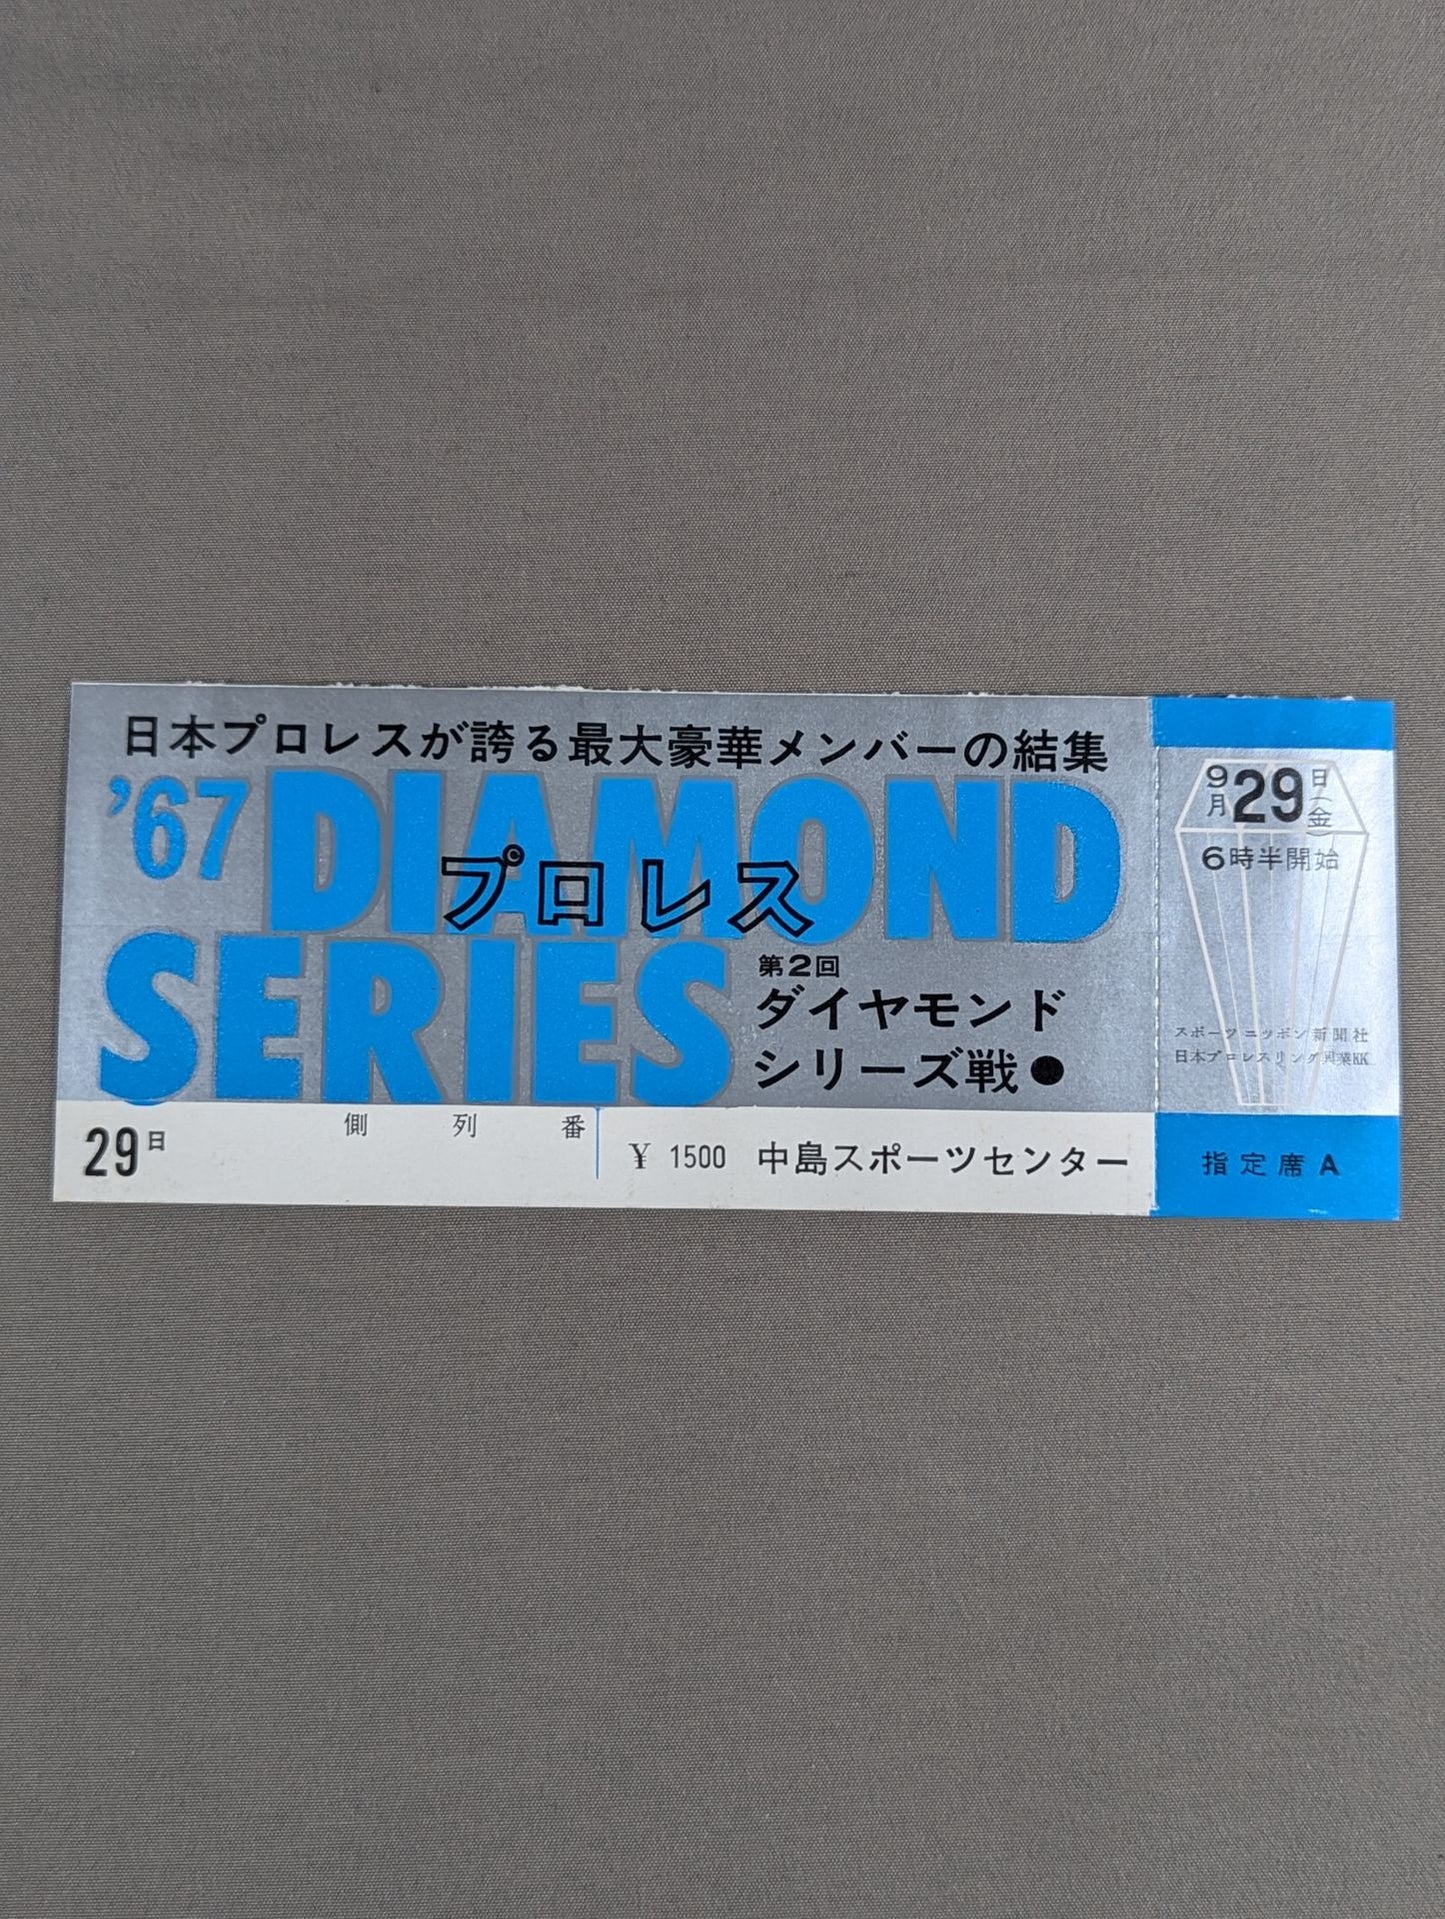 日本プロレスが誇る最大豪華メンバーの結集
'67 DIAMOND
プロレス
SERIES
第2回
ダイヤモンド
シリーズ戦●
29日
側 列 番
¥ 1500 中島スポーツセンター
9月29日(金)
6時半開始
スポーツニッポン新聞社
日本プロレスリング興業KK
指定席A